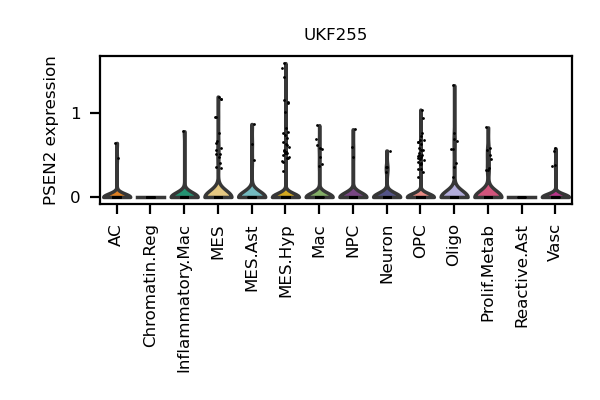 UKF255
PSEN2 expression
1
0
AC
Chromatin.Reg
Inflammatory.Mac
MES
MES.Ast
MES.Hyp
Mac
NPC
Neuron
OPC
Oligo
Prolif.Metab
Reactive.Ast
Vasc